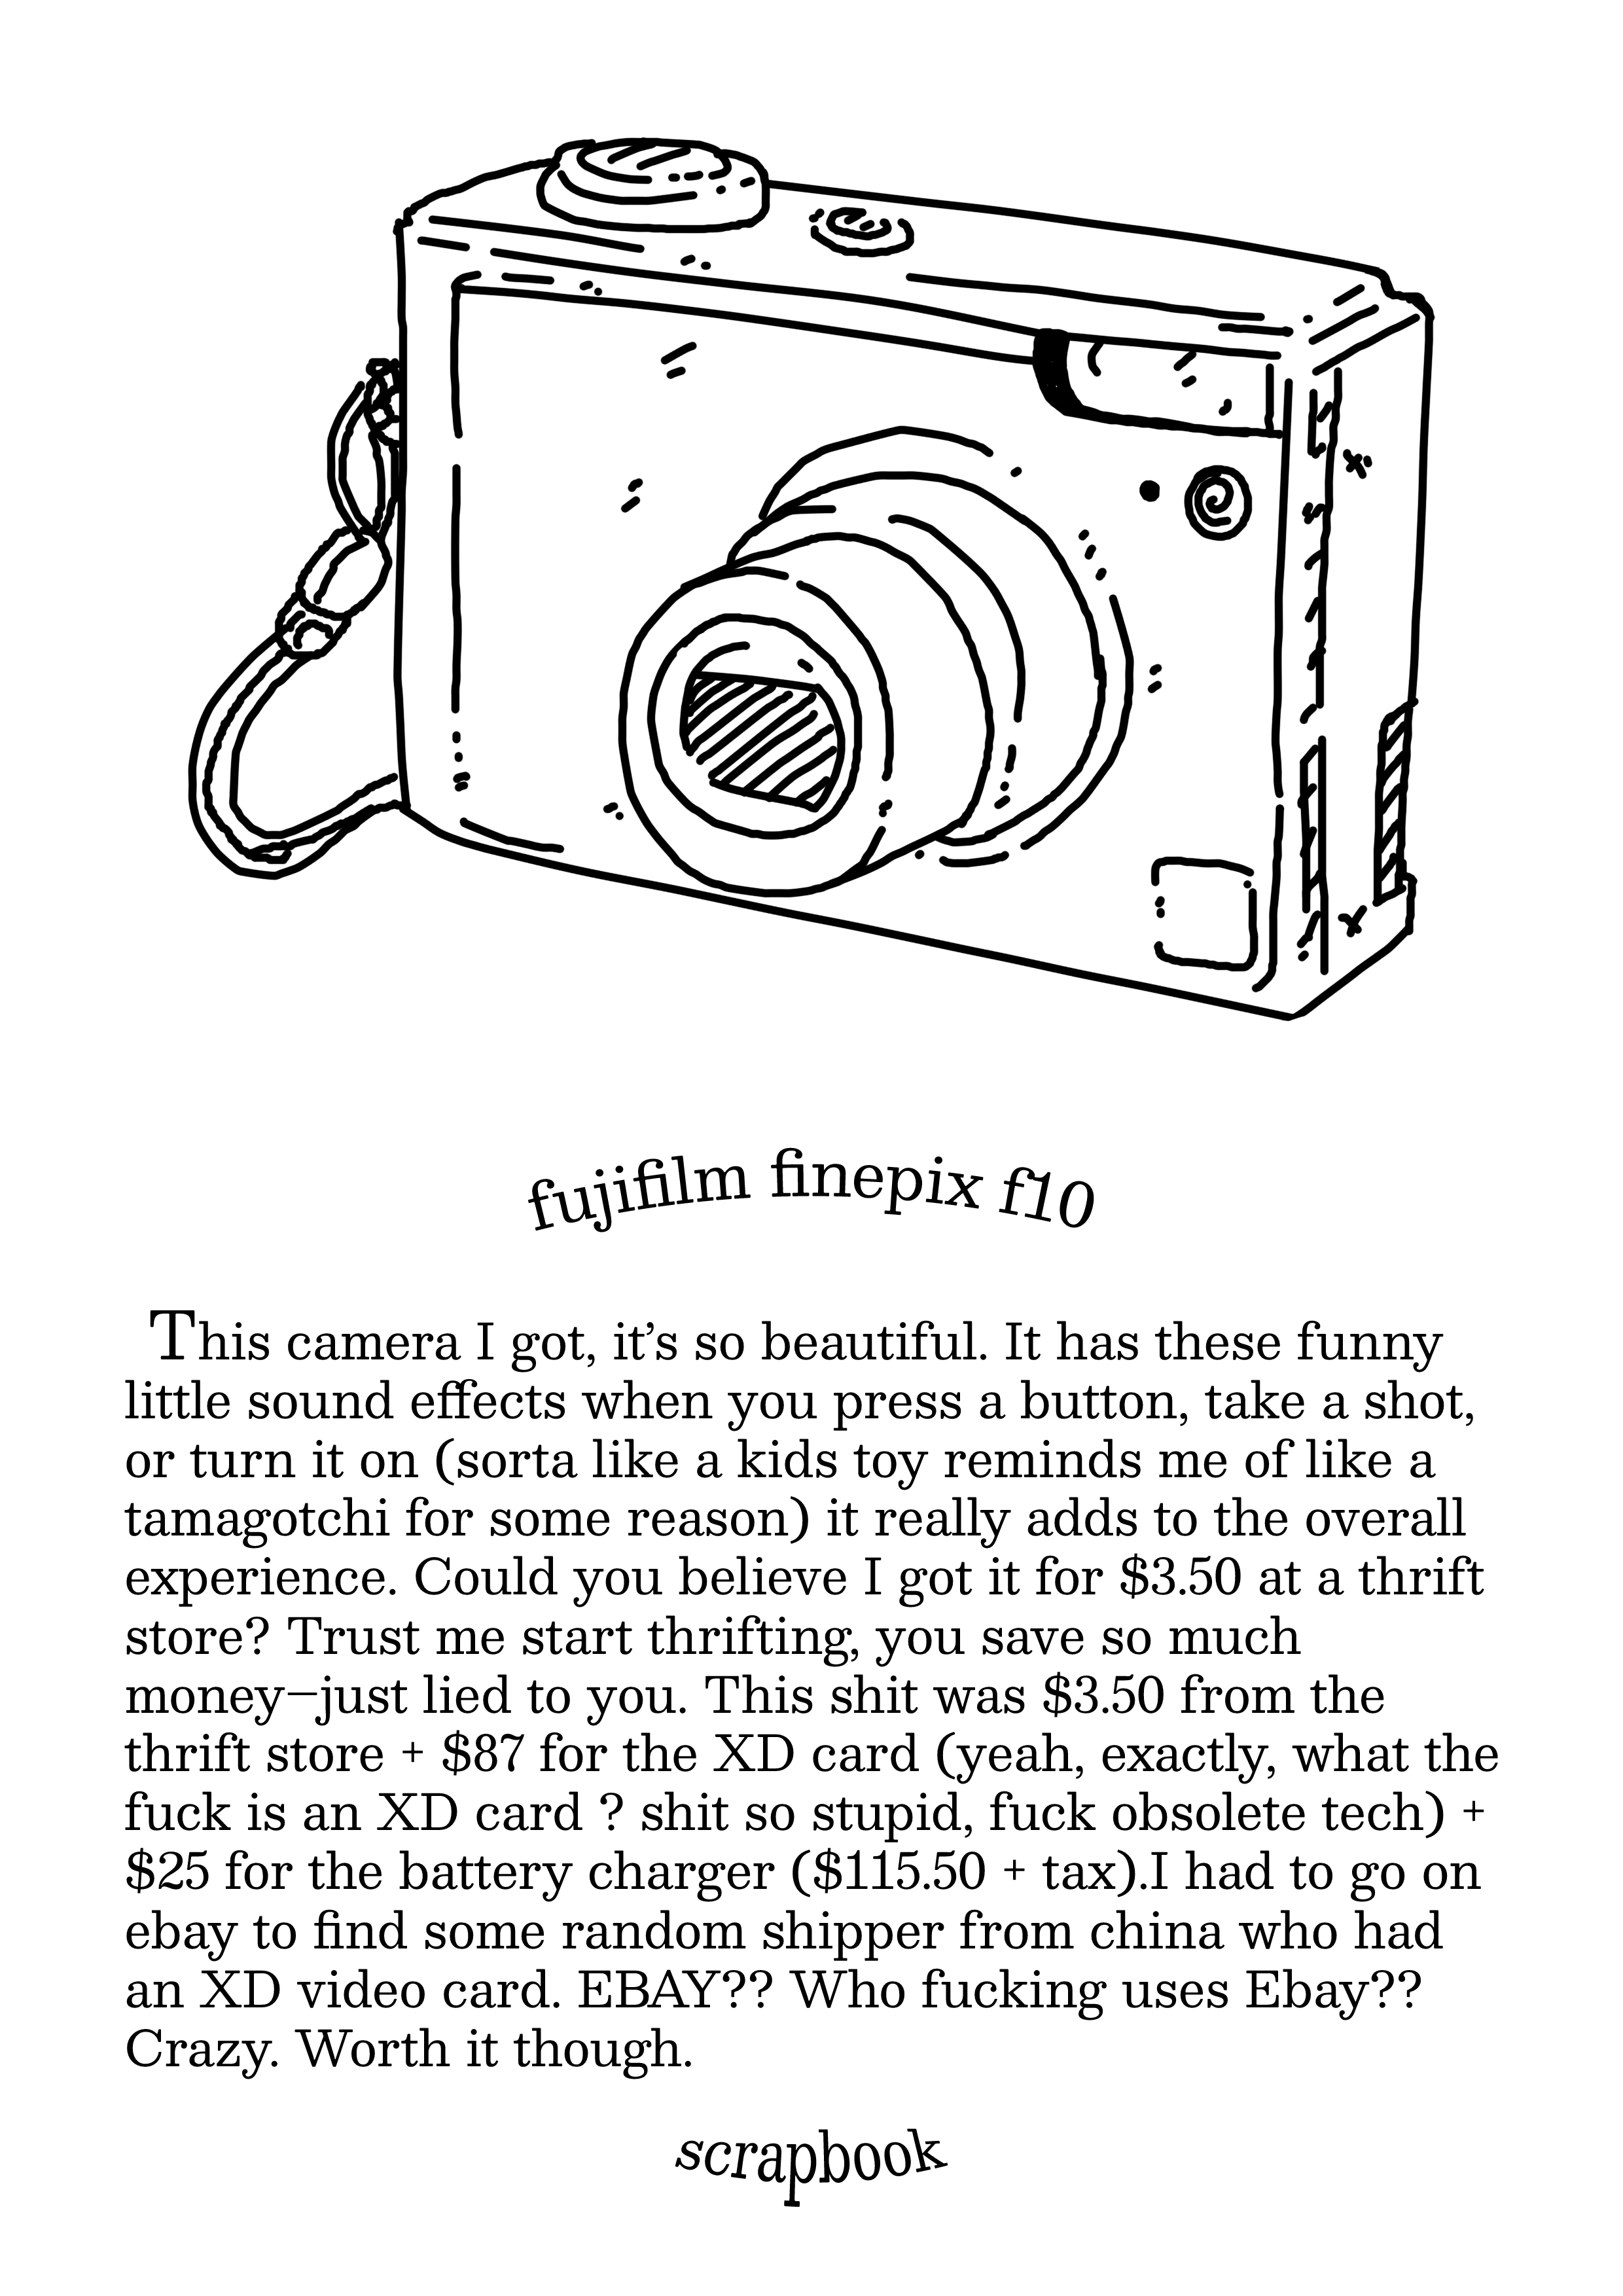 fujifilm finepix f10
This camera I got, it’s so beautiful. It has these funny
little sound effects when you press a button, take a shot,
or turn it on (sorta like a kids toy reminds me of like a
tamagotchi for some reason) it really adds to the overall
experience. Could you believe I got it for $3.50 at a thrift
store? Trust me start thrifting, you save so much
money—just lied to you. This shit was $3.50 from the
thrift store + $87 for the XD card (yeah, exactly, what the
fuck is an XD card ? shit so stupid, fuck obsolete tech) +
$25 for the battery charger ($115.50 + tax).I had to go on
ebay to find some random shipper from china who had
an XD video card. EBAY?? Who fucking uses Ebay??
Crazy. Worth it though.
scrapbook